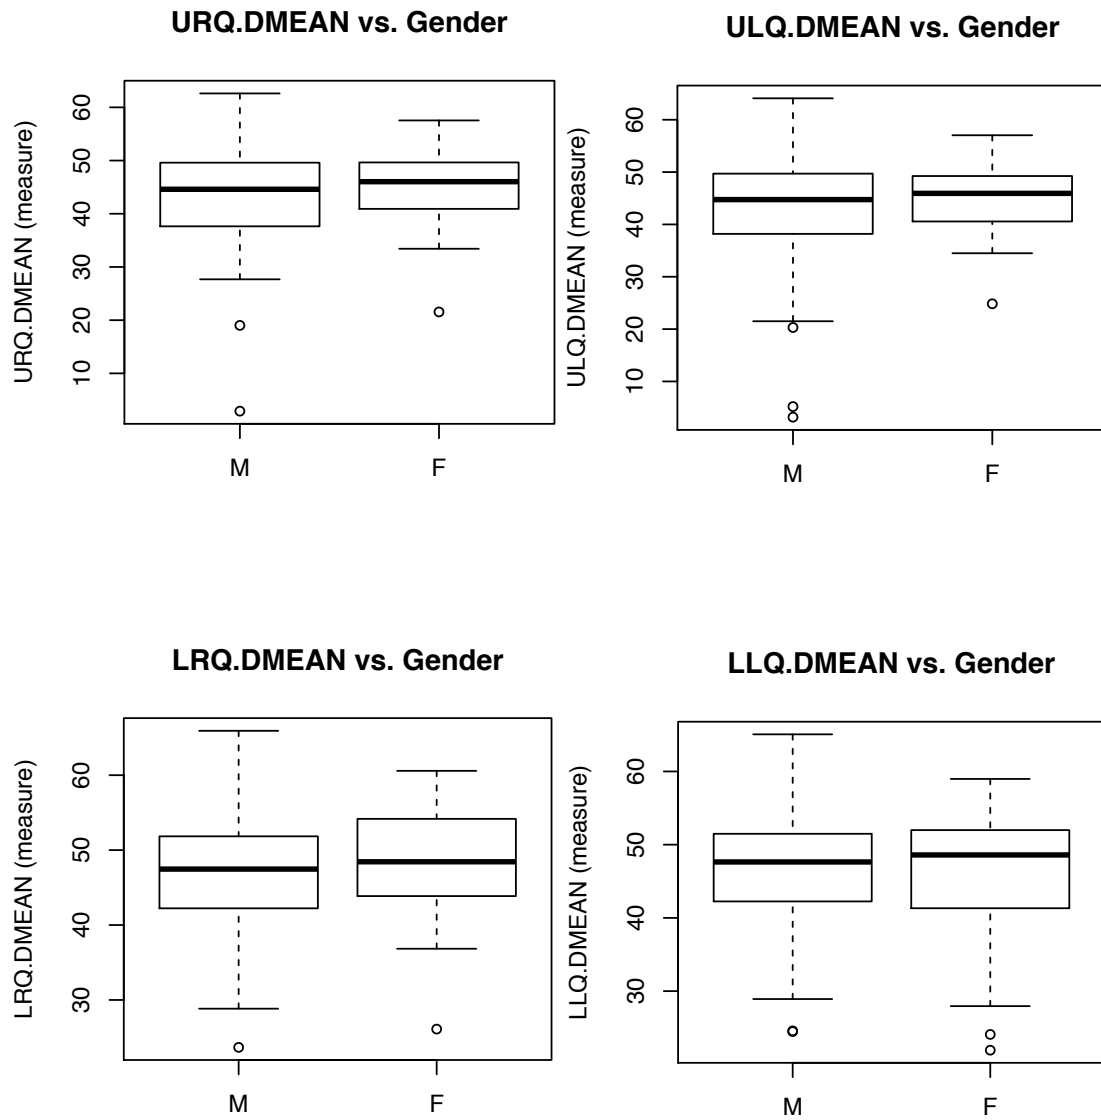 URQ.DMEAN vs. Gender
URQ.DMEAN (measure)
60
50
40
30
20
10
M F
ULQ.DMEAN vs. Gender
ULQ.DMEAN (measure)
60
50
40
30
20
10
M F
LRQ.DMEAN vs. Gender
LRQ.DMEAN (measure)
60
50
40
30
M F
LLQ.DMEAN vs. Gender
LLQ.DMEAN (measure)
60
50
40
30
M F